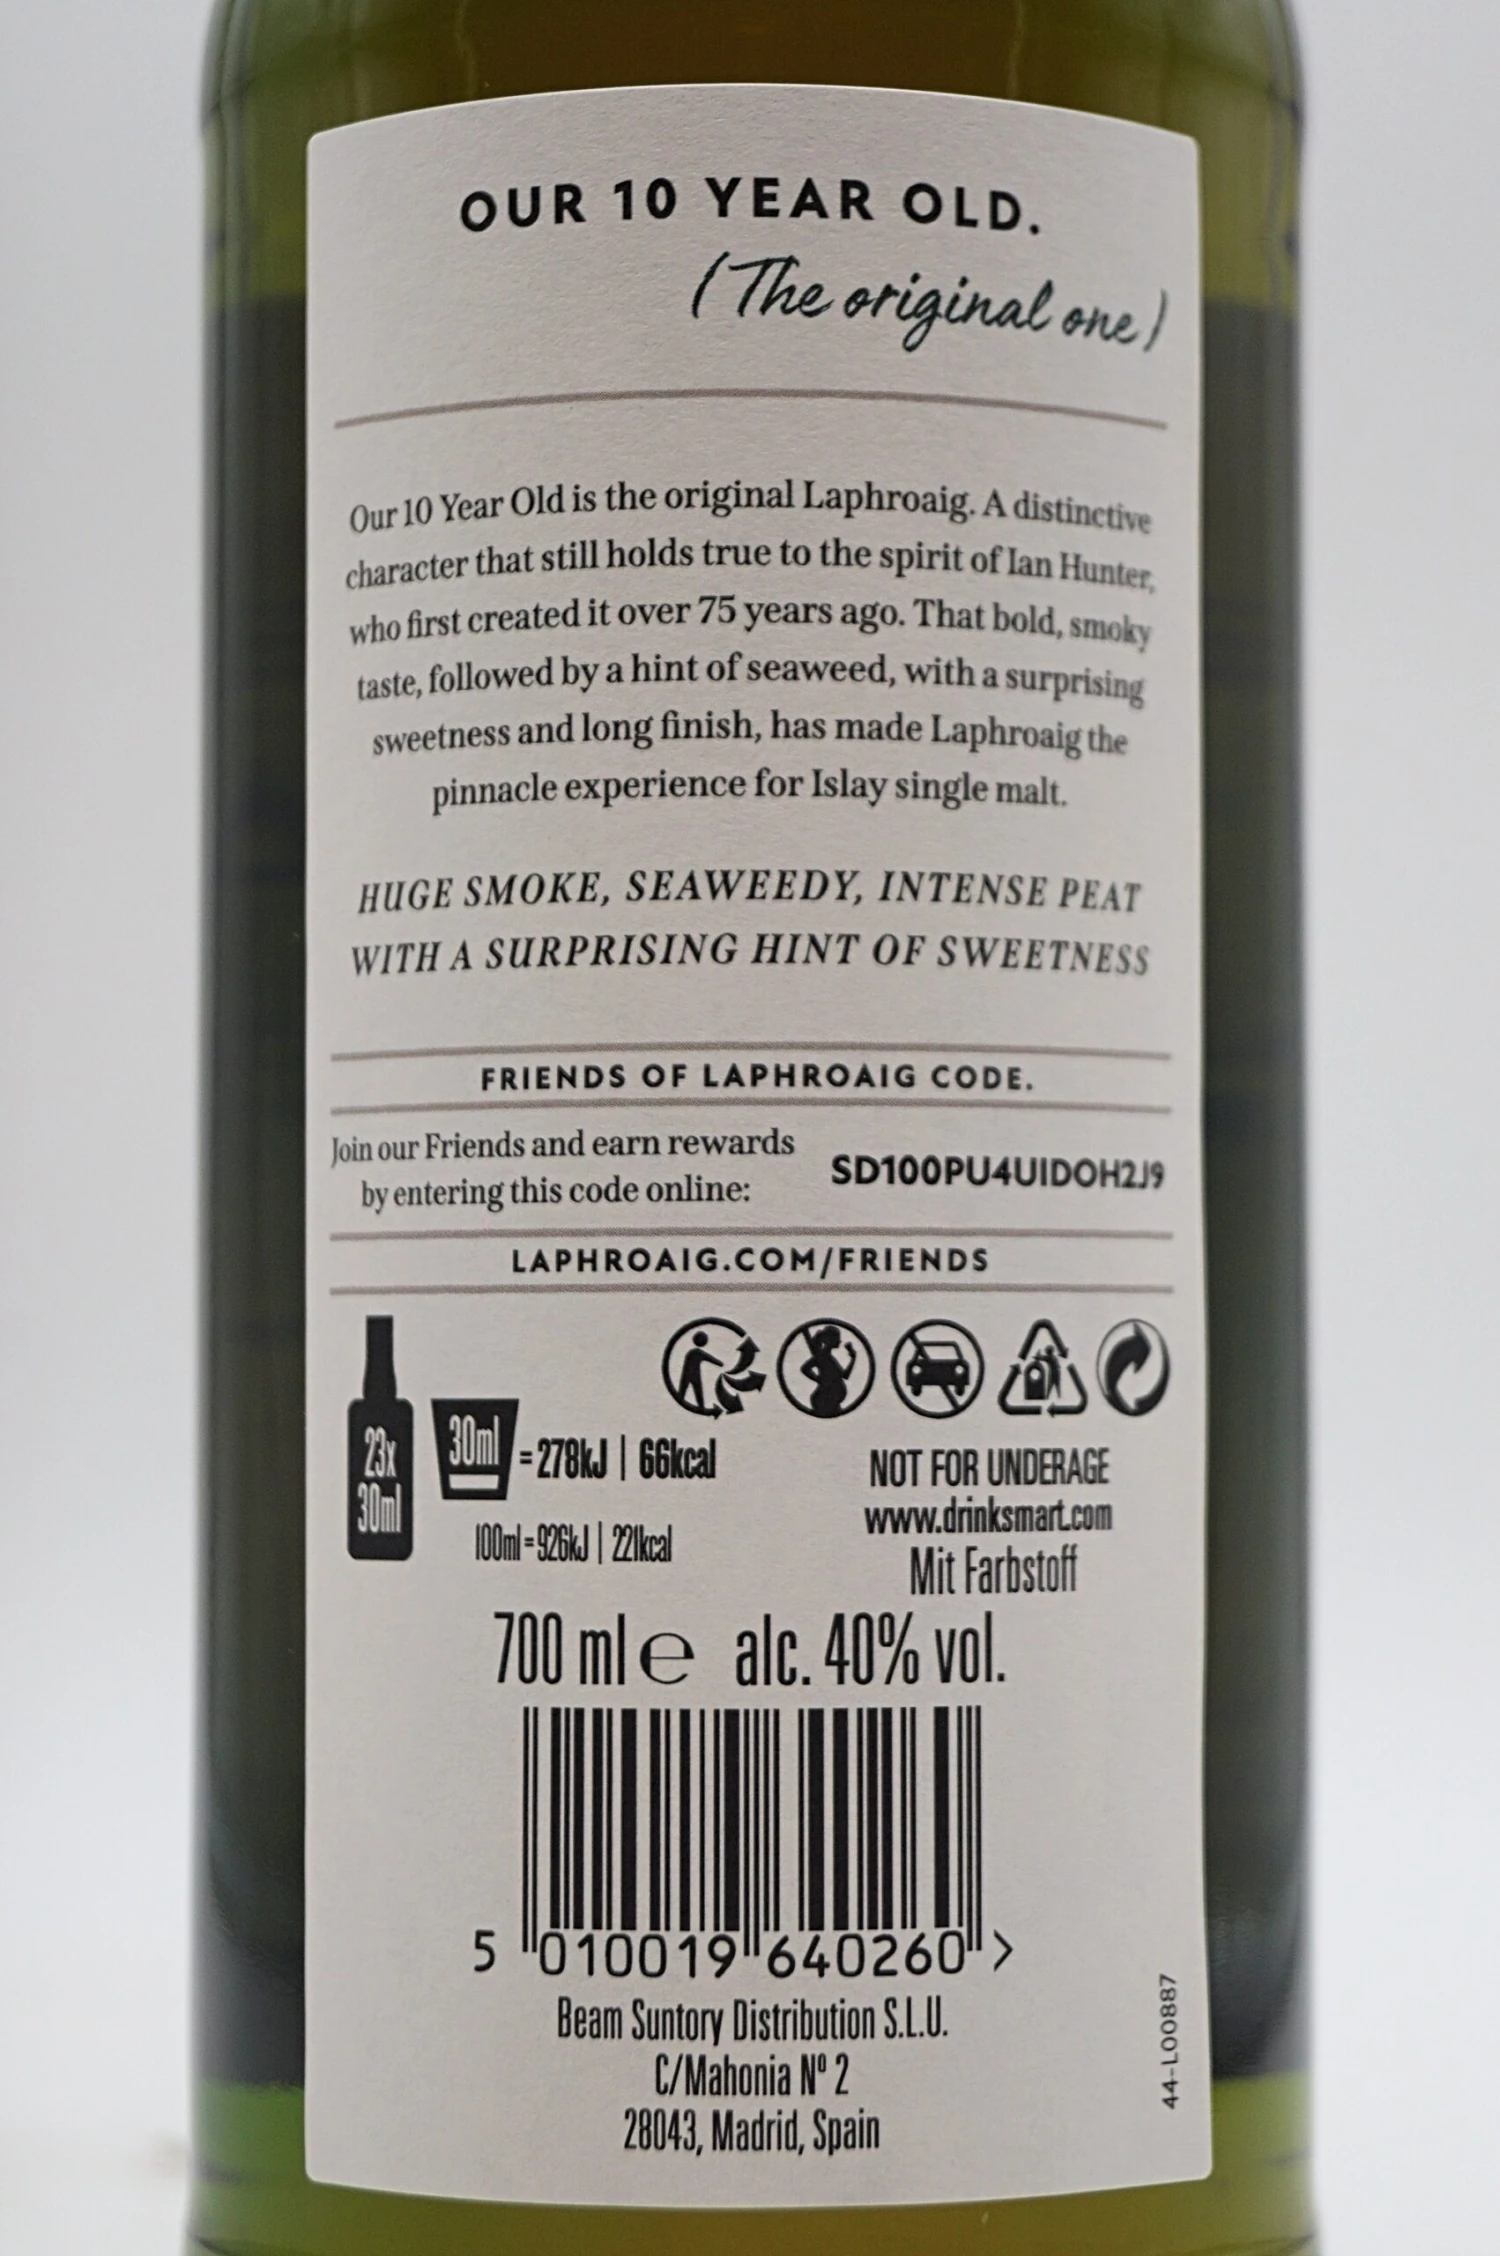 OUR 10 YEAR OLD.
(The original one)
Our 10 Year Old is the original Laphroaig. A distinctive
character that still holds true to the spirit of Ian Hunter,
who first created it over 75 years ago. That bold, smoky
taste, followed by a hint of seaweed, with a surprising
sweetness and long finish, has made Laphroaig the
pinnacle experience for Islay single malt.
HUGE SMOKE, SEAWEEDY, INTENSE PEAT
WITH A SURPRISING HINT OF SWEETNESS
FRIENDS OF LAPHROAIG CODE.
Join our Friends and earn rewards
by entering this code online:
SD100PU4UIDOH2J9
LAPHROAIG.COM/FRIENDS
23x
30ml
30ml
=278kJ | 66kcal
100ml=926kJ | 221kcal
NOT FOR UNDERAGE
www.drinksmart.com
Mit Farbstoff
700 ml e alc. 40% vol.
5 010019 640260 >
Beam Suntory Distribution S.L.U.
C/Mahonia Nº 2
28043, Madrid, Spain
44-L00887